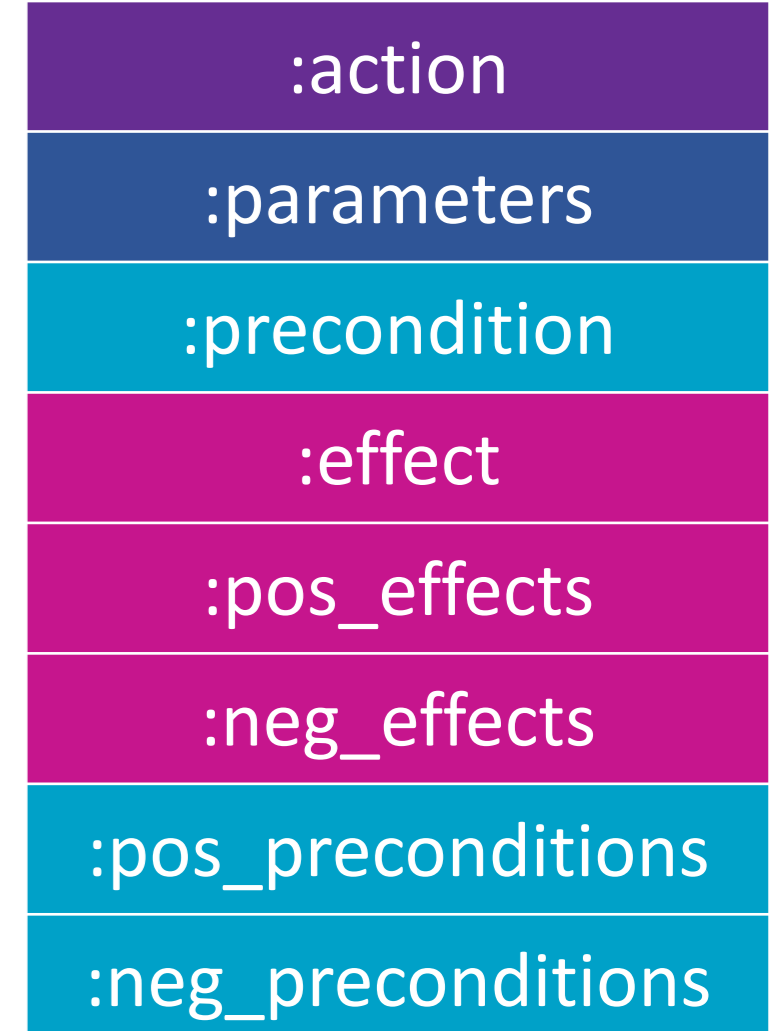 :action
:parameters
:precondition
:effect
:pos_effects
:neg_effects
:pos_preconditions
:neg_preconditions